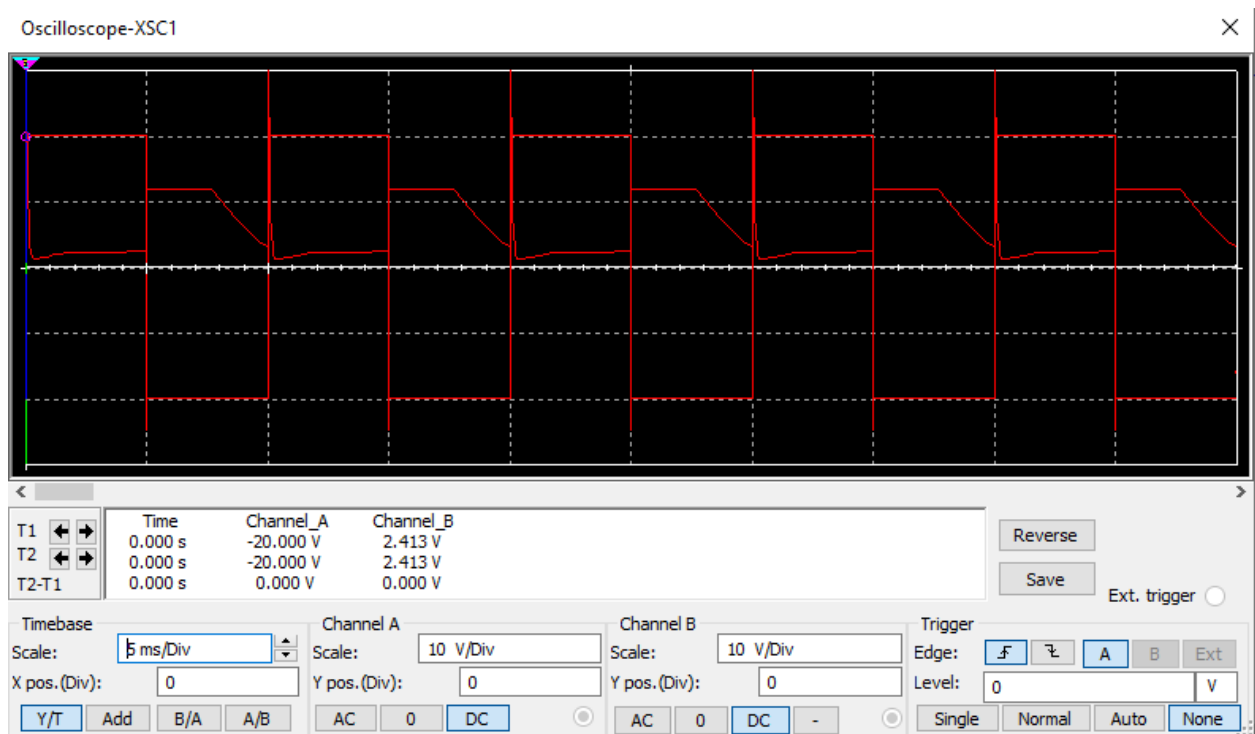 Oscilloscope-XSC1
T1
T2
T2-T1
Time Channel_A Channel_B
0.000 s -20.000 V 2.413 V
0.000 s -20.000 V 2.413 V
0.000 s 0.000 V 0.000 V
Reverse
Save
Ext. trigger
Timebase
Scale: 5 ms/Div
X pos.(Div): 0
Y/T Add B/A A/B
Channel A
Scale: 10 V/Div
Y pos.(Div): 0
AC 0 DC
Channel B
Scale: 10 V/Div
Y pos.(Div): 0
AC 0 DC -
Trigger
Edge: A B Ext
Level: 0 V
Single Normal Auto None